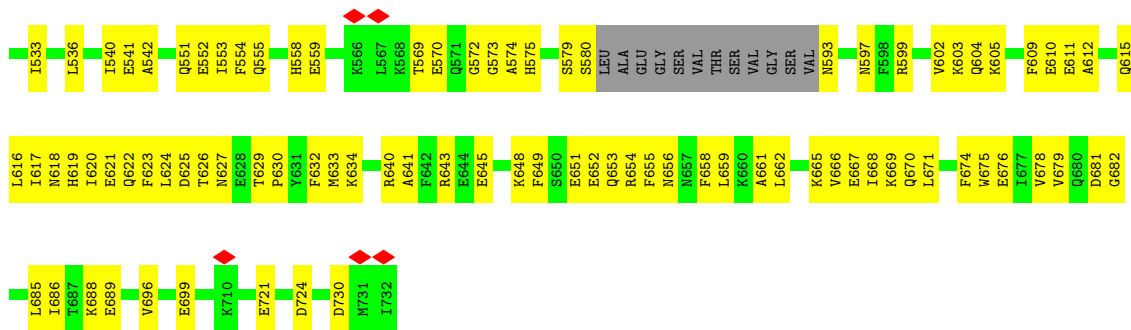 I533 L536 I540 E541 A542 Q551 E552 I553 F554 Q555 H558 E559 K566 L567 K568 T569 E570 Q571 G572 G573 A574 H575 S579 S580 LEU ALA GLU GLY SER VAL THR SER VAL GLY SER VAL N593 N597 F598 R599 V602 K603 Q604 K605 F609 E610 E611 A612 Q615
L616 I617 N618 H619 I620 E621 Q622 F623 L624 D625 T626 N627 E628 T629 P630 Y631 F632 M633 K634 R640 A641 F642 R643 E644 E645 K648 F649 S650 E651 E652 Q653 R654 F655 N656 N657 F658 L659 K660 A661 L662 K665 V666 E667 I668 K669 Q670 L671 F674 W675 E676 I677 V678 V679 Q680 D681 G682
L685 I686 T687 K688 E689 V696 E699 K710 E721 D724 D730 M731 I732